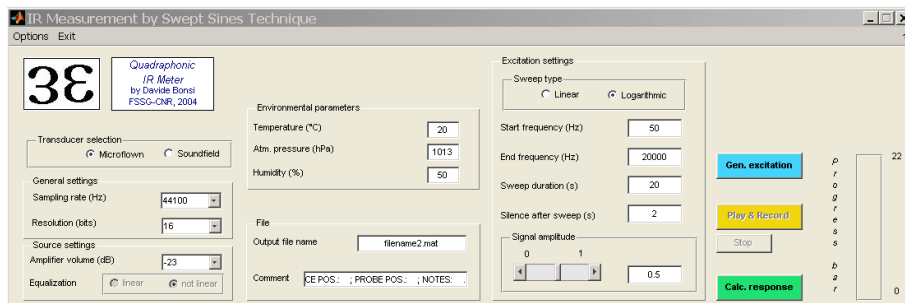 IR Measurement by Swept Sines Technique
Options Exit
3ε
Quadraphonic
IR Meter
by Davide Bonsi
FSSG-CNR, 2004
Transducer selection
Microflown Soundfield
General settings
Sampling rate (Hz) 44100
Resolution (bits) 16
Source settings
Amplifier volume (dB) -23
Equalization linear not linear
Environmental parameters
Temperature (°C) 20
Atm. pressure (hPa) 1013
Humidity (%) 50
File
Output file name filename2.mat
Comment CE POS.: ; PROBE POS.: ; NOTES: .
Excitation settings
Sweep type
Linear Logarithmic
Start frequency (Hz) 50
End frequency (Hz) 20000
Sweep duration (s) 20
Silence after sweep (s) 2
Signal amplitude
0 1
0.5
Gen. excitation
Play & Record
Stop
Calc. response
Progress bar
22
0